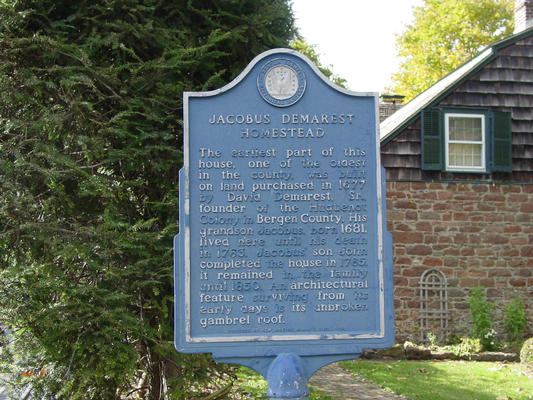 JACOBUS DEMAREST
HOMESTEAD
The earliest part of this
house, one of the oldest
in the county, was built
on land purchased in 1677
by David Demarest, Sr.,
founder of the Huguenot
Colony in Bergen County. His
grandson Jacobus, born 1681,
lived here until his death
in 1763. Jacobus' son John
completed the house in 1765.
It remained in the family
until 1850. An architectural
feature surviving from its
early days is its unbroken
gambrel roof.